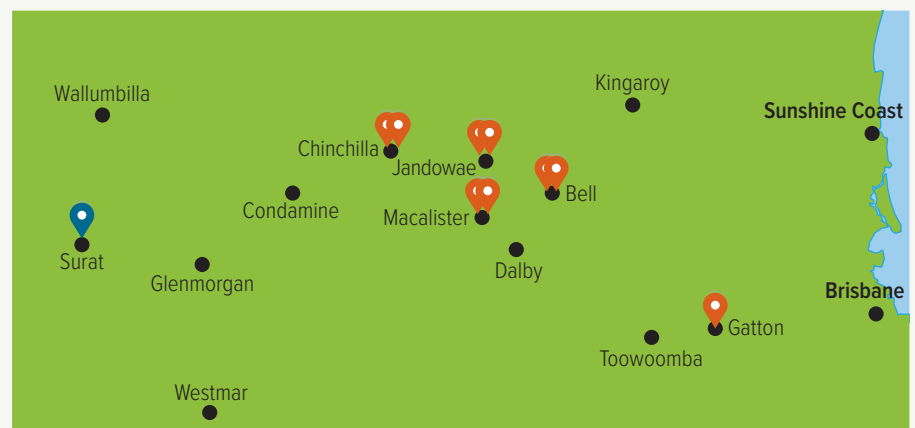 Kingaroy
Wallumbilla
Sunshine Coast
Chinchilla
Jandowae
Bell
Condamine
Macalister
Surat
Dalby
Glenmorgan
Brisbane
Gatton
Toowoomba
Westmar